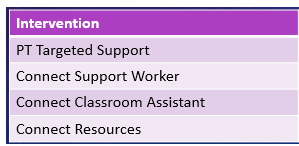 Intervention
PT Targeted Support
Connect Support Worker
Connect Classroom Assistant
Connect Resources